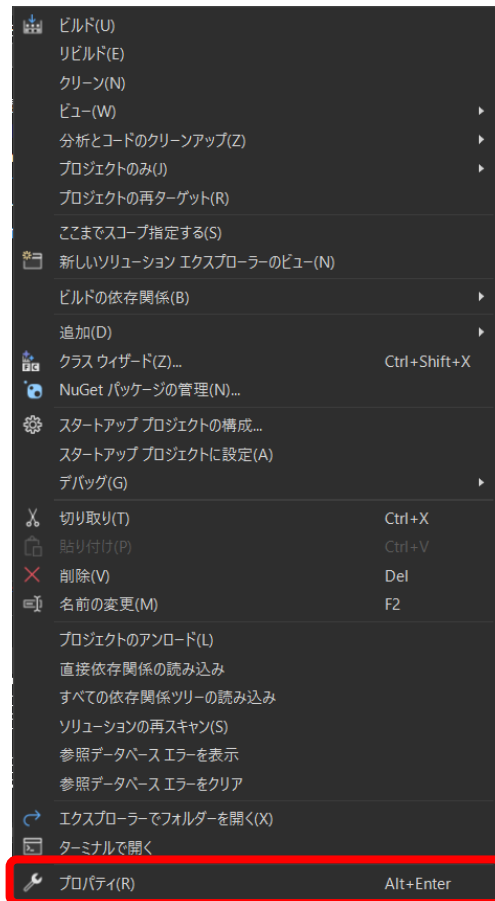 ビルド(U)
リビルド(E)
クリーン(N)
ビュー(W)
分析とコードのクリーンアップ(Z)
プロジェクトのみ(J)
プロジェクトの再ターゲット(R)
ここまでスコープ指定する(S)
新しいソリューション エクスプローラーのビュー(N)
ビルドの依存関係(B)
追加(D)
クラス ウィザード(Z)... Ctrl+Shift+X
NuGet パッケージの管理(N)...
スタートアップ プロジェクトの構成...
スタートアップ プロジェクトに設定(A)
デバッグ(G)
切り取り(T) Ctrl+X
貼り付け(P) Ctrl+V
削除(V) Del
名前の変更(M) F2
プロジェクトのアンロード(L)
直接依存関係の読み込み
すべての依存関係ツリーの読み込み
ソリューションの再スキャン(S)
参照データベース エラーを表示
参照データベース エラーをクリア
エクスプローラーでフォルダーを開く(X)
ターミナルで開く
プロパティ(R) Alt+Enter